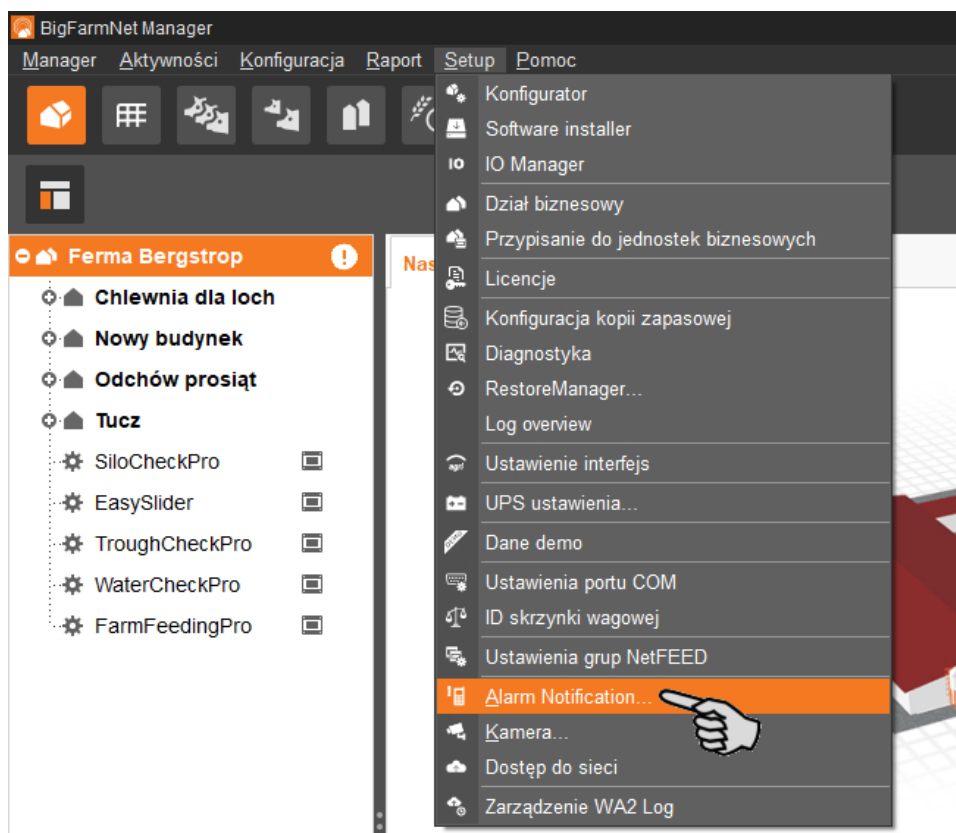 BigFarmNet Manager
Manager Aktywności Konfiguracja Raport Setup Pomoc
Konfigurator
Software installer
IO IO Manager
Dział biznesowy
Przypisanie do jednostek biznesowych
Licencje
Konfiguracja kopii zapasowej
Diagnostyka
RestoreManager...
Log overview
Ustawienie interfejs
UPS ustawienia...
Dane demo
Ustawienia portu COM
ID skrzynki wagowej
Ustawienia grup NetFEED
Alarm Notification...
Kamera...
Dostęp do sieci
Zarządzenie WA2 Log
Ferma Bergstrop
Chlewnia dla loch
Nowy budynek
Odchów prosiąt
Tucz
SiloCheckPro
EasySlider
TroughCheckPro
WaterCheckPro
FarmFeedingPro